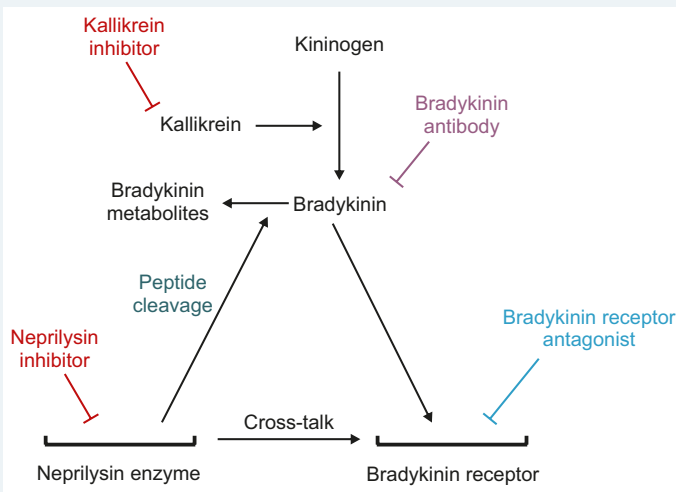 Kallikrein
inhibitor
Kininogen
Kallikrein
Bradykinin
antibody
Bradykinin
metabolites
Bradykinin
Peptide
cleavage
Neprilysin
inhibitor
Bradykinin receptor
antagonist
Cross-talk
Neprilysin enzyme
Bradykinin receptor